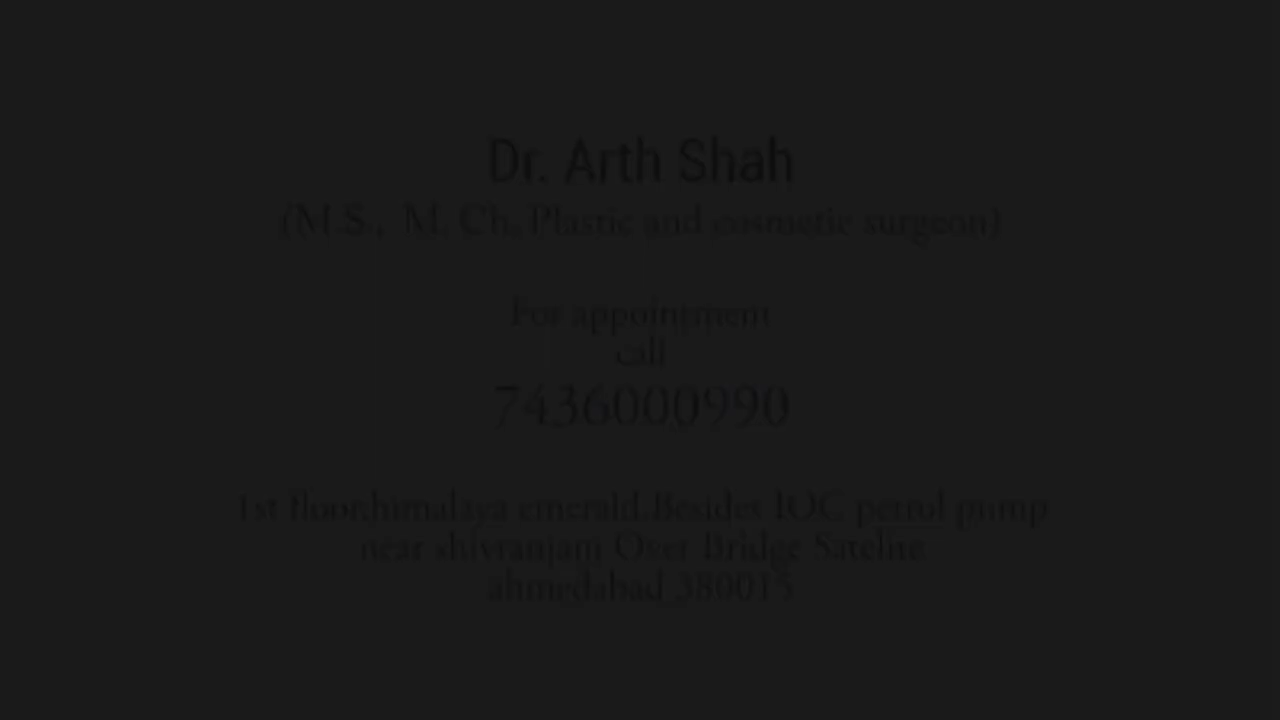 Dr. Arth Shah
(M.S., M. Ch. Plastic and cosmetic surgeon)
For appointment
call
7436000990
1st floor,himalaya emerald,Besides IOC petrol pump
near shivranjani Over Bridge Satelite
ahmedabad 380015